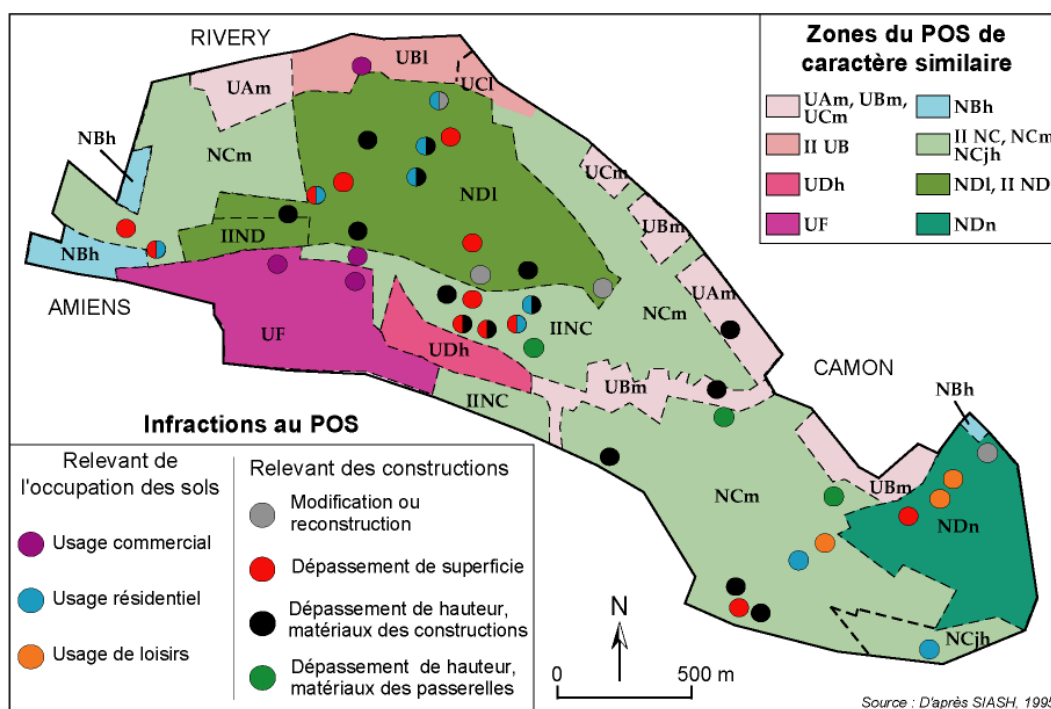 RIVERY
UBl
UCl
UAm
NBh
NCm
NDl
UCm
UBm
NBh
IIND
AMIENS
UF
UDh
IINC
NCm
UAm
IINC
UBm
CAMON
NBh
NCm
UBm
NDn
NCjh
Zones du POS de
caractère similaire
UAm, UBm,
UCm
II UB
UDh
UF
NBh
II NC, NCm
NCjh
NDl, II ND
NDn
Infractions au POS
Relevant de
l'occupation des sols
Usage commercial
Usage résidentiel
Usage de loisirs
Relevant des constructions
Modification ou
reconstruction
Dépassement de superficie
Dépassement de hauteur,
matériaux des constructions
Dépassement de hauteur,
matériaux des passerelles
N
0 500 m
Source : D'après SIASH, 1995